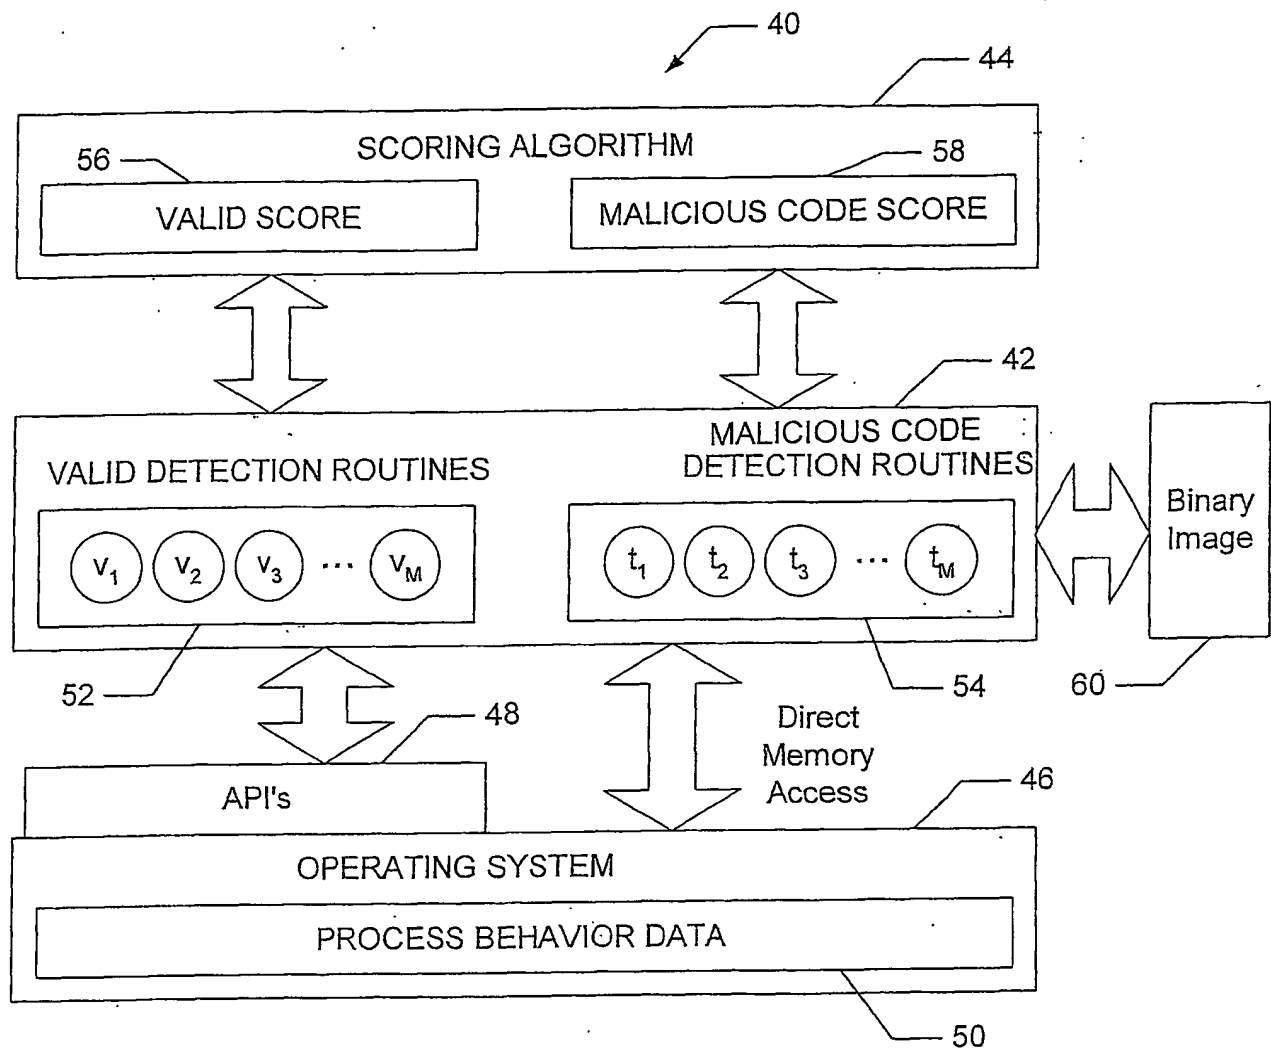 40
44
SCORING ALGORITHM
56
58
VALID SCORE
MALICIOUS CODE SCORE
42
VALID DETECTION ROUTINES
MALICIOUS CODE
DETECTION ROUTINES
v1 v2 v3 ... vM
t1 t2 t3 ... tM
Binary
Image
52
54
60
48
Direct
Memory
Access
API's
46
OPERATING SYSTEM
PROCESS BEHAVIOR DATA
50